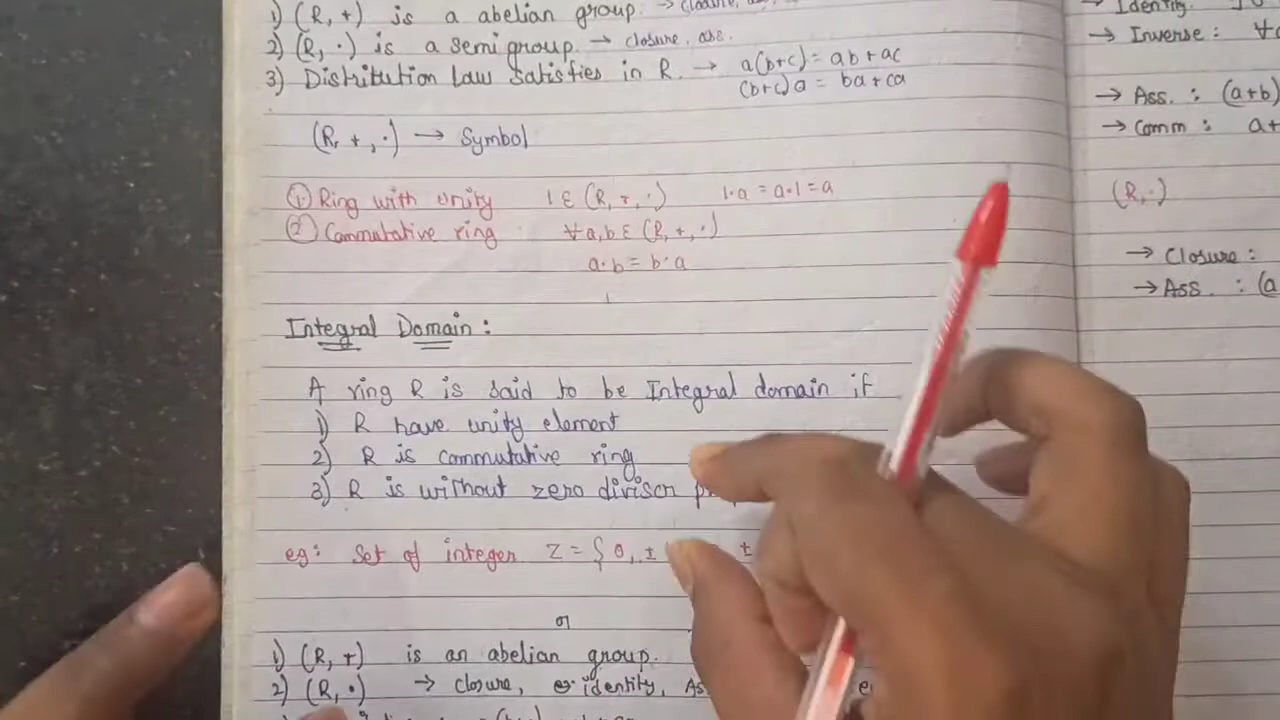 1) (R, +) is a abelian group. → closure,
2) (R, ·) is a semigroup. → closure, ass.
3) Distribution Law satisfies in R. → a(b+c) = ab + ac
(b+c)a = ba + ca
(R, +, ·) → Symbol
① Ring with unity 1 ∈ (R, +, ·) 1·a = a·1 = a
② Commutative ring ∀ a,b ∈ (R, +, ·)
a·b = b·a
Integral Domain:
A ring R is said to be Integral domain if
1) R have unity element
2) R is commutative ring
3) R is without zero divisor
eg: Set of integer Z = { 0, ± ±
or
1) (R, +) is an abelian group.
2) (R, ·) → closure, identity, As
→ Identity.
→ Inverse : ∀
→ Ass. : (a+b)
→ Comm : a+
(R, ·)
→ Closure :
→ Ass. : (a